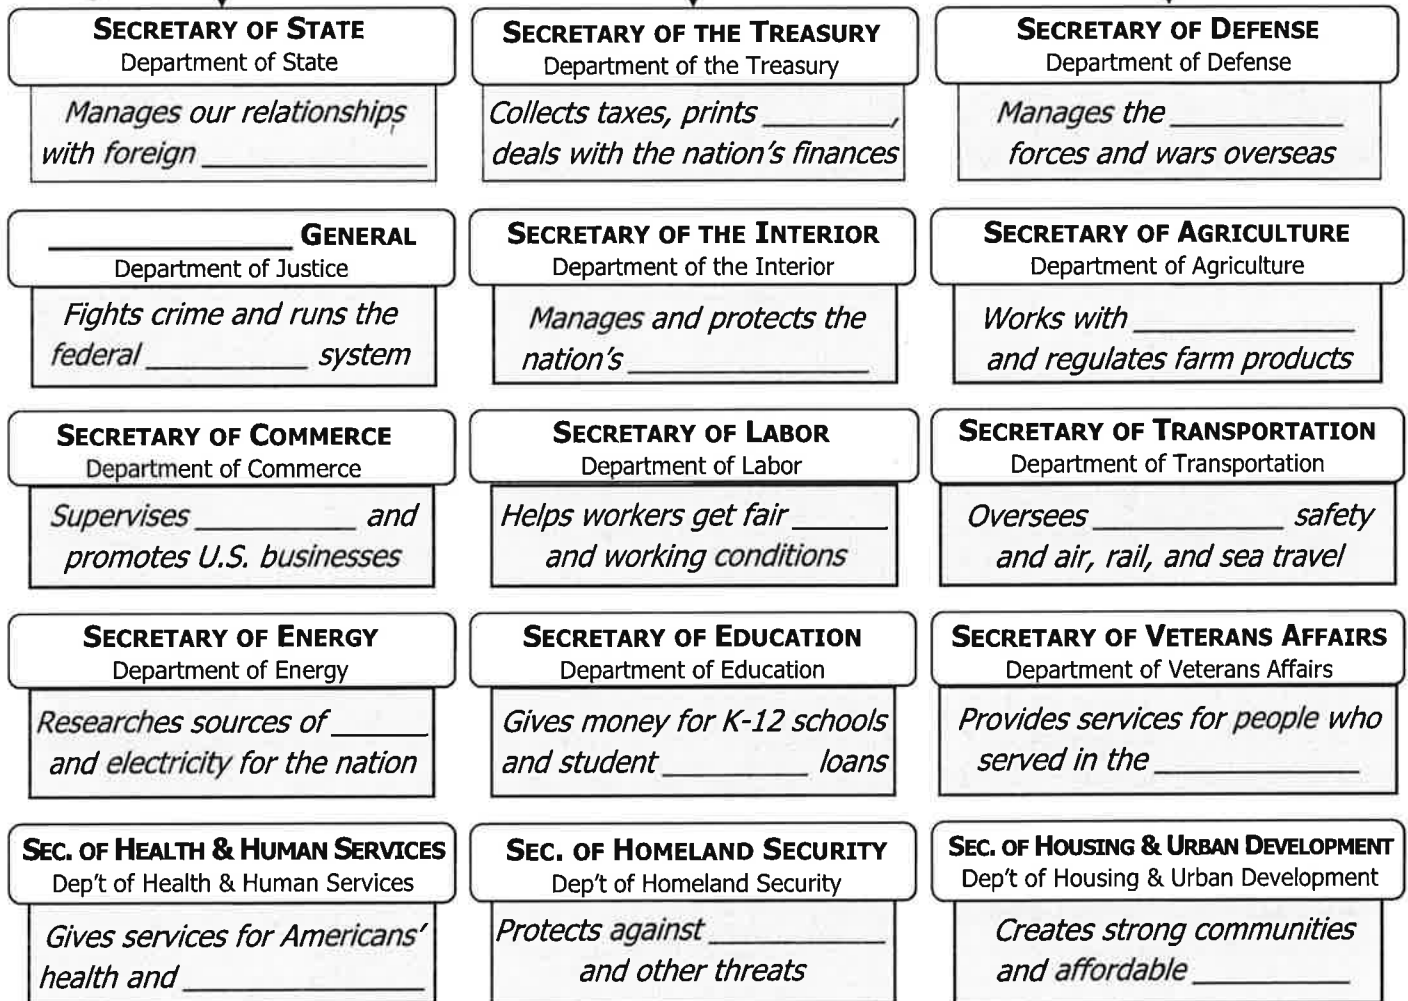 SECRETARY OF STATE
Department of State
Manages our relationships
with foreign ____________
SECRETARY OF THE TREASURY
Department of the Treasury
Collects taxes, prints ________,
deals with the nation's finances
SECRETARY OF DEFENSE
Department of Defense
Manages the __________
forces and wars overseas
______________ GENERAL
Department of Justice
Fights crime and runs the
federal _________ system
SECRETARY OF THE INTERIOR
Department of the Interior
Manages and protects the
nation's ______________
SECRETARY OF AGRICULTURE
Department of Agriculture
Works with _____________
and regulates farm products
SECRETARY OF COMMERCE
Department of Commerce
Supervises _________ and
promotes U.S. businesses
SECRETARY OF LABOR
Department of Labor
Helps workers get fair ______
and working conditions
SECRETARY OF TRANSPORTATION
Department of Transportation
Oversees ___________ safety
and air, rail, and sea travel
SECRETARY OF ENERGY
Department of Energy
Researches sources of ______
and electricity for the nation
SECRETARY OF EDUCATION
Department of Education
Gives money for K-12 schools
and student ________ loans
SECRETARY OF VETERANS AFFAIRS
Department of Veterans Affairs
Provides services for people who
served in the ____________
SEC. OF HEALTH & HUMAN SERVICES
Dep't of Health & Human Services
Gives services for Americans'
health and ______________
SEC. OF HOMELAND SECURITY
Dep't of Homeland Security
Protects against __________
and other threats
SEC. OF HOUSING & URBAN DEVELOPMENT
Dep't of Housing & Urban Development
Creates strong communities
and affordable _________